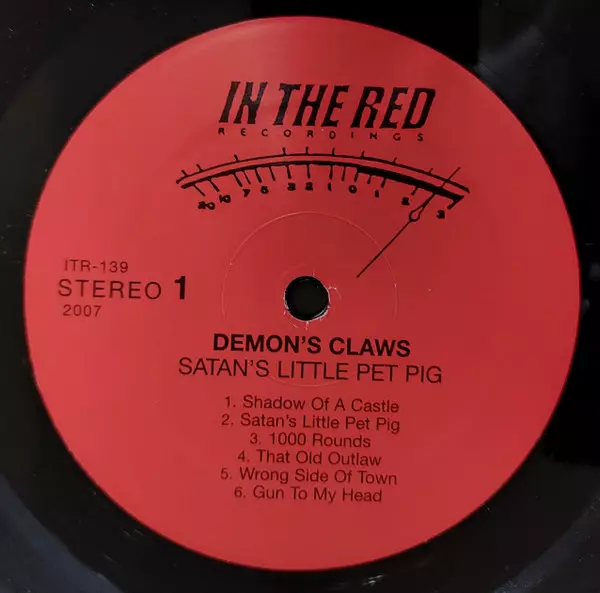 IN THE RED
RECORDINGS
20 10 7 5 3 2 1 0 1 2 3
ITR-139
STEREO 1
2007
DEMON'S CLAWS
SATAN'S LITTLE PET PIG
1. Shadow Of A Castle
2. Satan's Little Pet Pig
3. 1000 Rounds
4. That Old Outlaw
5. Wrong Side Of Town
6. Gun To My Head